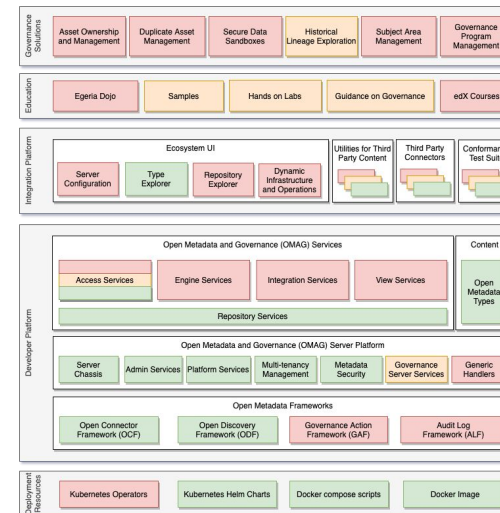 Governance
Solutions
Asset Ownership
and Management
Duplicate Asset
Management
Secure Data
Sandboxes
Historical
Lineage Exploration
Subject Area
Management
Governance
Program
Management
Education
Egeria Dojo
Samples
Hands on Labs
Guidance on Governance
edX Courses
Integration Platform
Ecosystem UI
Server
Configuration
Type
Explorer
Repository
Explorer
Dynamic
Infrastructure
and Operations
Utilities for Third
Party Content
Third Party
Connectors
Conforman
Test Suit
Developer Platform
Open Metadata and Governance (OMAG) Services
Access Services
Engine Services
Integration Services
View Services
Repository Services
Content
Open
Metadata
Types
Open Metadata and Governance (OMAG) Server Platform
Server
Chassis
Admin Services
Platform Services
Multi-tenancy
Management
Metadata
Security
Governance
Server Services
Generic
Handlers
Open Metadata Frameworks
Open Connector
Framework (OCF)
Open Discovery
Framework (ODF)
Governance Action
Framework (GAF)
Audit Log
Framework (ALF)
Deployment
Resources
Kubernetes Operators
Kubernetes Helm Charts
Docker compose scripts
Docker Image